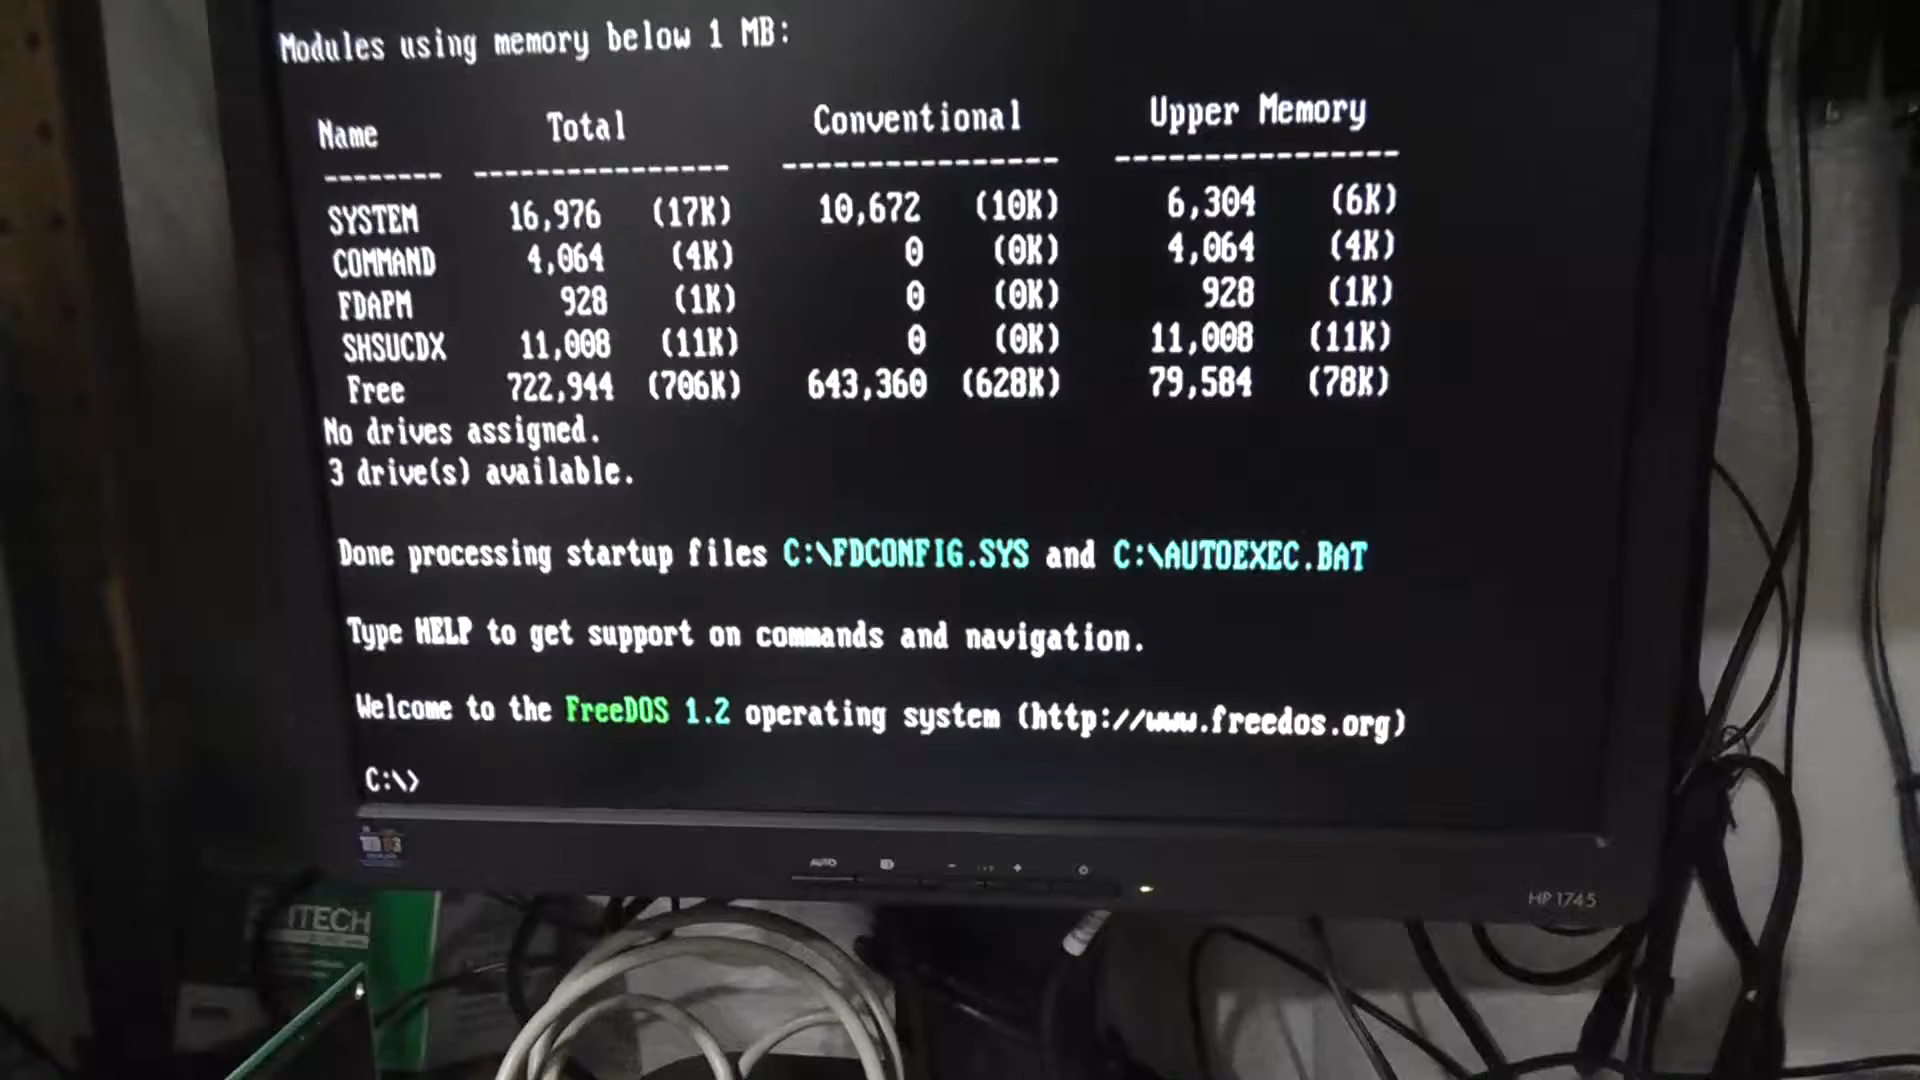 Modules using memory below 1 MB:
Name Total Conventional Upper Memory
-------- ---------------- ---------------- ----------------
SYSTEM 16,976 (17K) 10,672 (10K) 6,304 (6K)
COMMAND 4,064 (4K) 0 (0K) 4,064 (4K)
FDAPM 928 (1K) 0 (0K) 928 (1K)
SHSUCDX 11,008 (11K) 0 (0K) 11,008 (11K)
Free 722,944 (706K) 643,360 (628K) 79,584 (78K)
No drives assigned.
3 drive(s) available.
Done processing startup files C:\FDCONFIG.SYS and C:\AUTOEXEC.BAT
Type HELP to get support on commands and navigation.
Welcome to the FreeDOS 1.2 operating system (http://www.freedos.org)
C:\>
AUTO
HP 1745